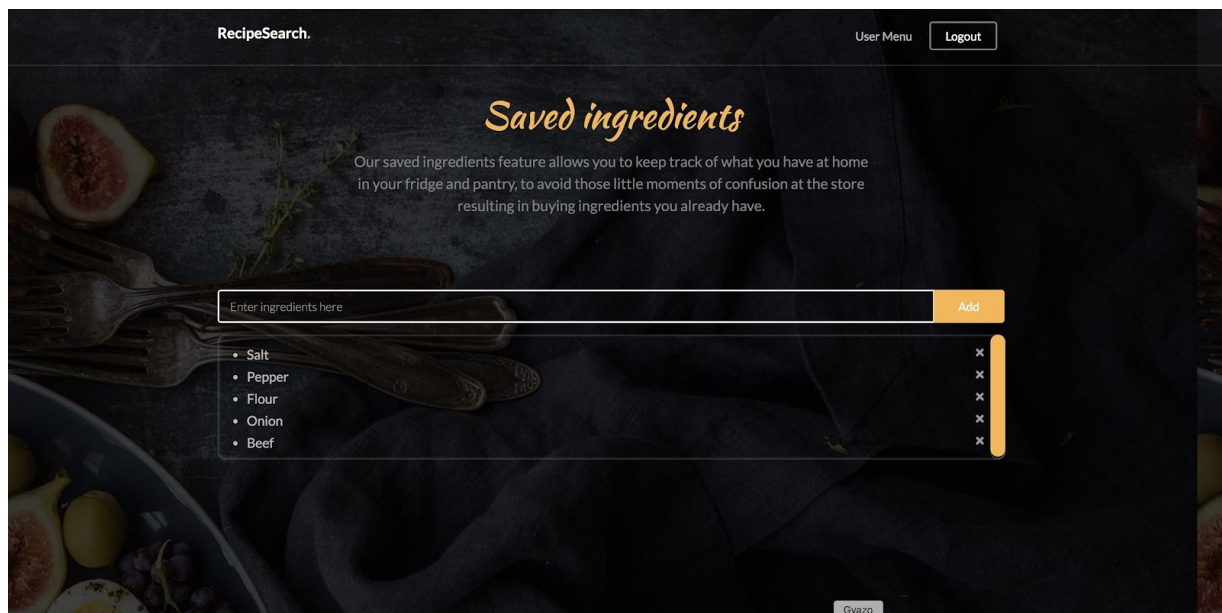 RecipeSearch.
User Menu
Logout
Saved ingredients
Our saved ingredients feature allows you to keep track of what you have at home
in your fridge and pantry, to avoid those little moments of confusion at the store
resulting in buying ingredients you already have.
Enter ingredients here
Add
Salt
Pepper
Flour
Onion
Beef
Gyazo